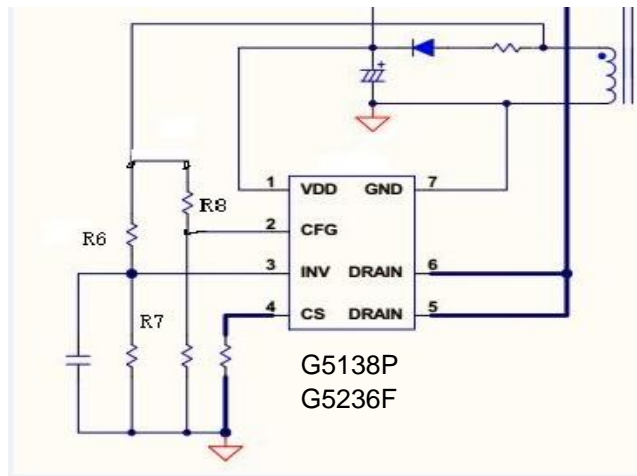 +
1 VDD GND 7
R8
2 CFG
R6
3 INV DRAIN 6
R7
4 CS DRAIN 5
G5138P
G5236F